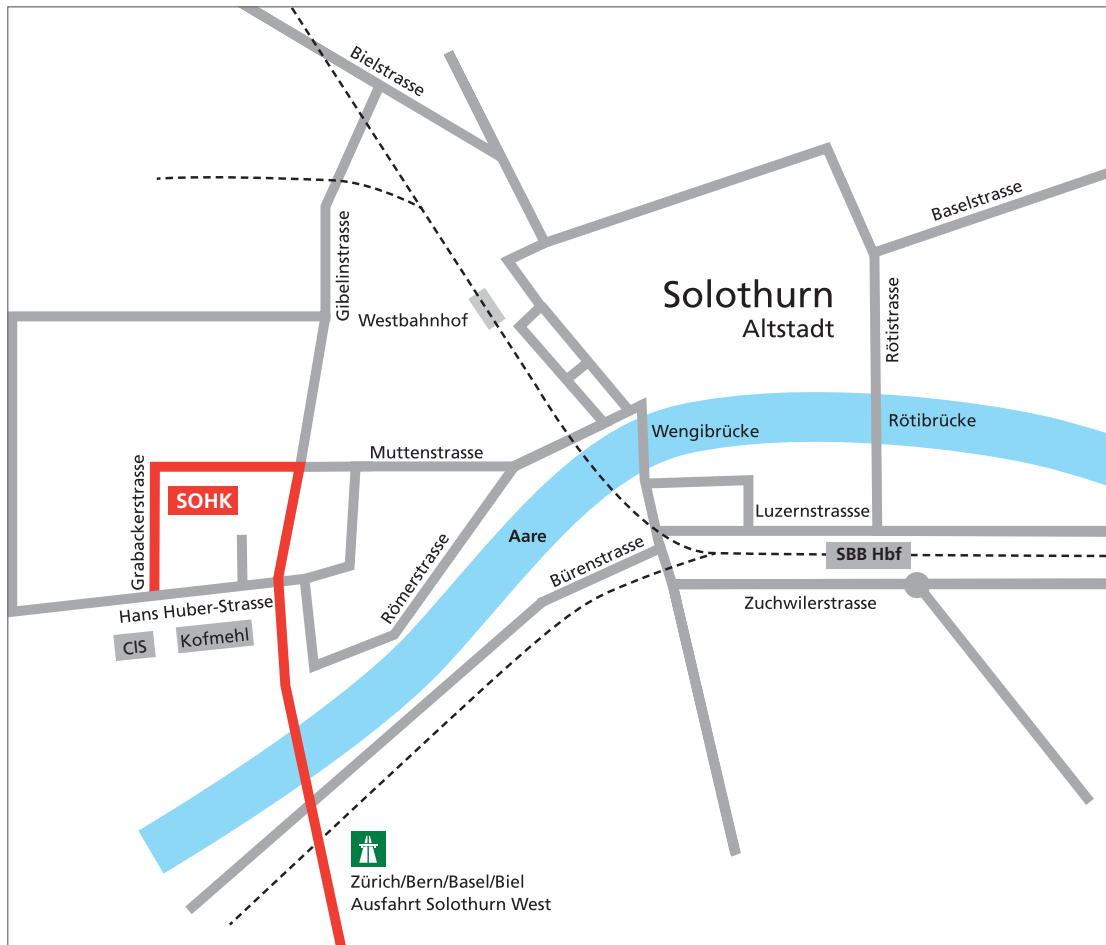 Bielstrasse
Baselstrasse
Gibelinstrasse
Solothurn
Altstadt
Westbahnhof
Rötistrasse
Rötibrücke
Wengibrücke
Muttenstrasse
Grabackerstrasse
SOHK
Luzernstrassse
Aare
SBB Hbf
Bürenstrasse
Römerstrasse
Hans Huber-Strasse
Zuchwilerstrasse
CIS
Kofmehl
Zürich/Bern/Basel/Biel
Ausfahrt Solothurn West